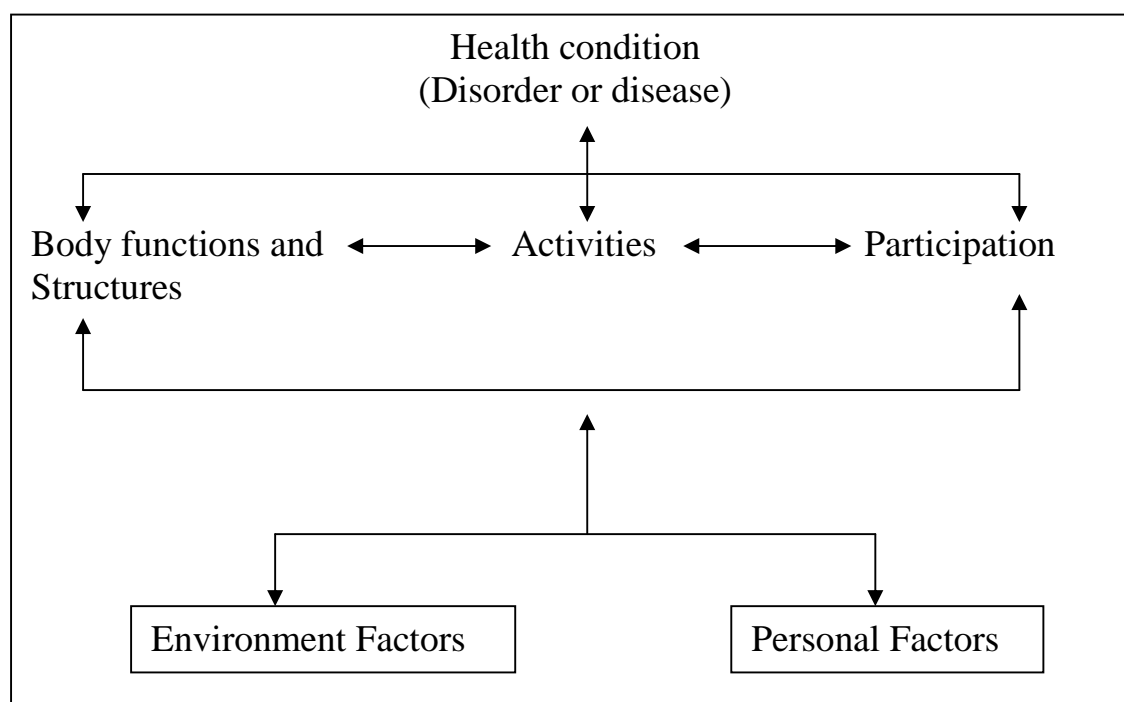 Health condition
(Disorder or disease)
Body functions and Structures
Activities
Participation
Environment Factors
Personal Factors